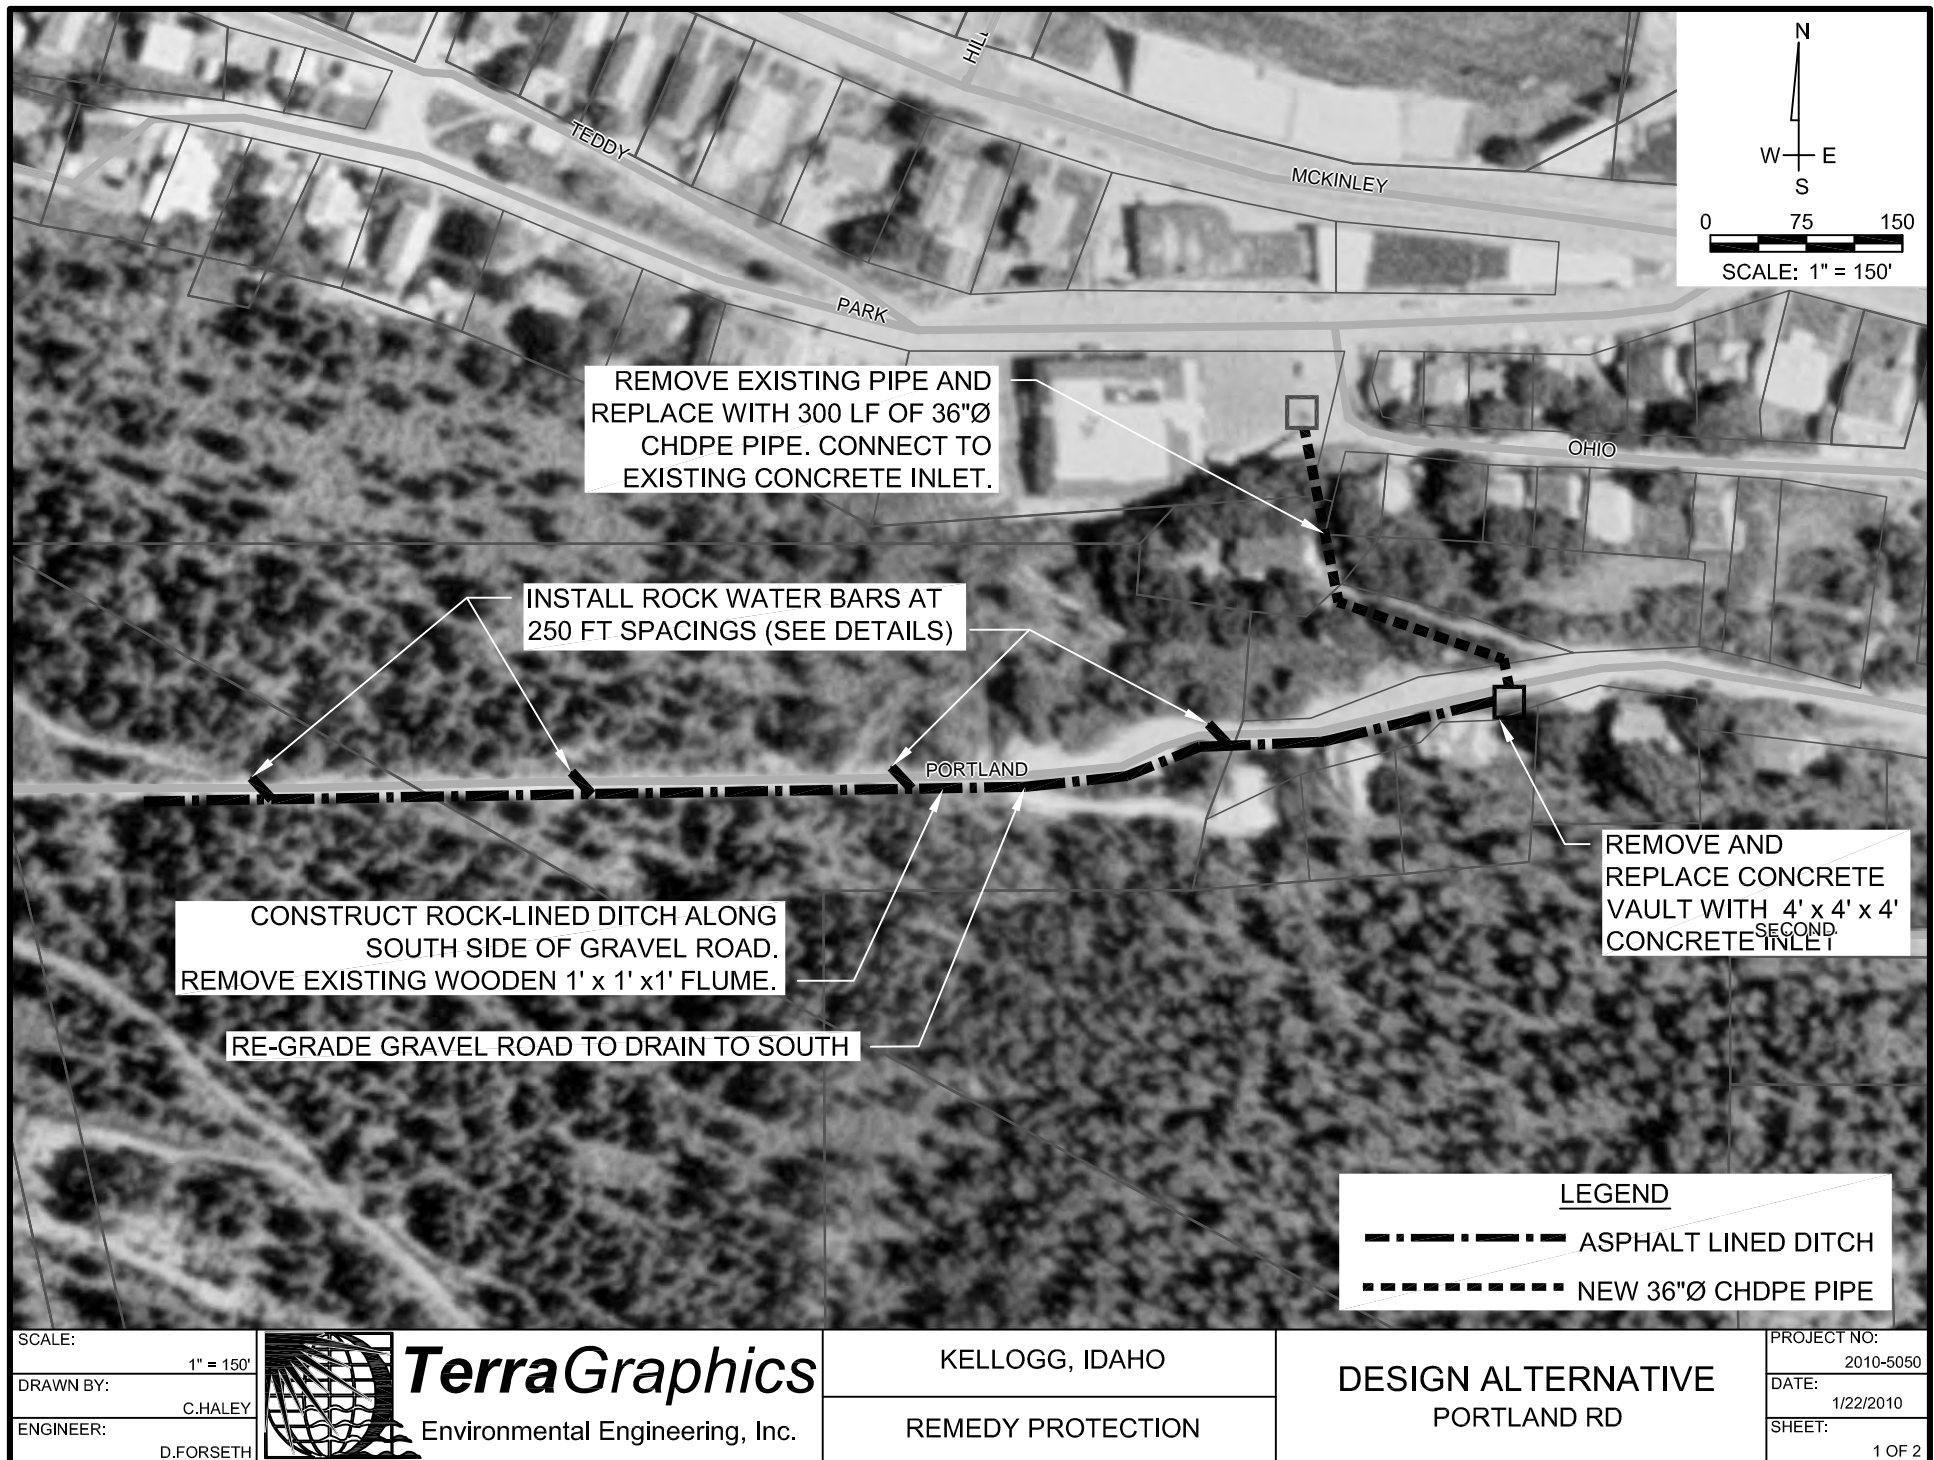 HILL
N
W E
S
0 75 150
SCALE: 1" = 150'
TEDDY
MCKINLEY
PARK
REMOVE EXISTING PIPE AND
REPLACE WITH 300 LF OF 36"Ø
CHDPE PIPE. CONNECT TO
EXISTING CONCRETE INLET.
OHIO
INSTALL ROCK WATER BARS AT
250 FT SPACINGS (SEE DETAILS)
PORTLAND
REMOVE AND
REPLACE CONCRETE
VAULT WITH 4' x 4' x 4'
SECOND
CONCRETE INLET
CONSTRUCT ROCK-LINED DITCH ALONG
SOUTH SIDE OF GRAVEL ROAD.
REMOVE EXISTING WOODEN 1' x 1' x1' FLUME.
RE-GRADE GRAVEL ROAD TO DRAIN TO SOUTH
LEGEND
ASPHALT LINED DITCH
NEW 36"Ø CHDPE PIPE
SCALE:
1" = 150'
DRAWN BY:
C.HALEY
ENGINEER:
D.FORSETH
TerraGraphics
Environmental Engineering, Inc.
KELLOGG, IDAHO
REMEDY PROTECTION
DESIGN ALTERNATIVE
PORTLAND RD
PROJECT NO:
2010-5050
DATE:
1/22/2010
SHEET:
1 OF 2